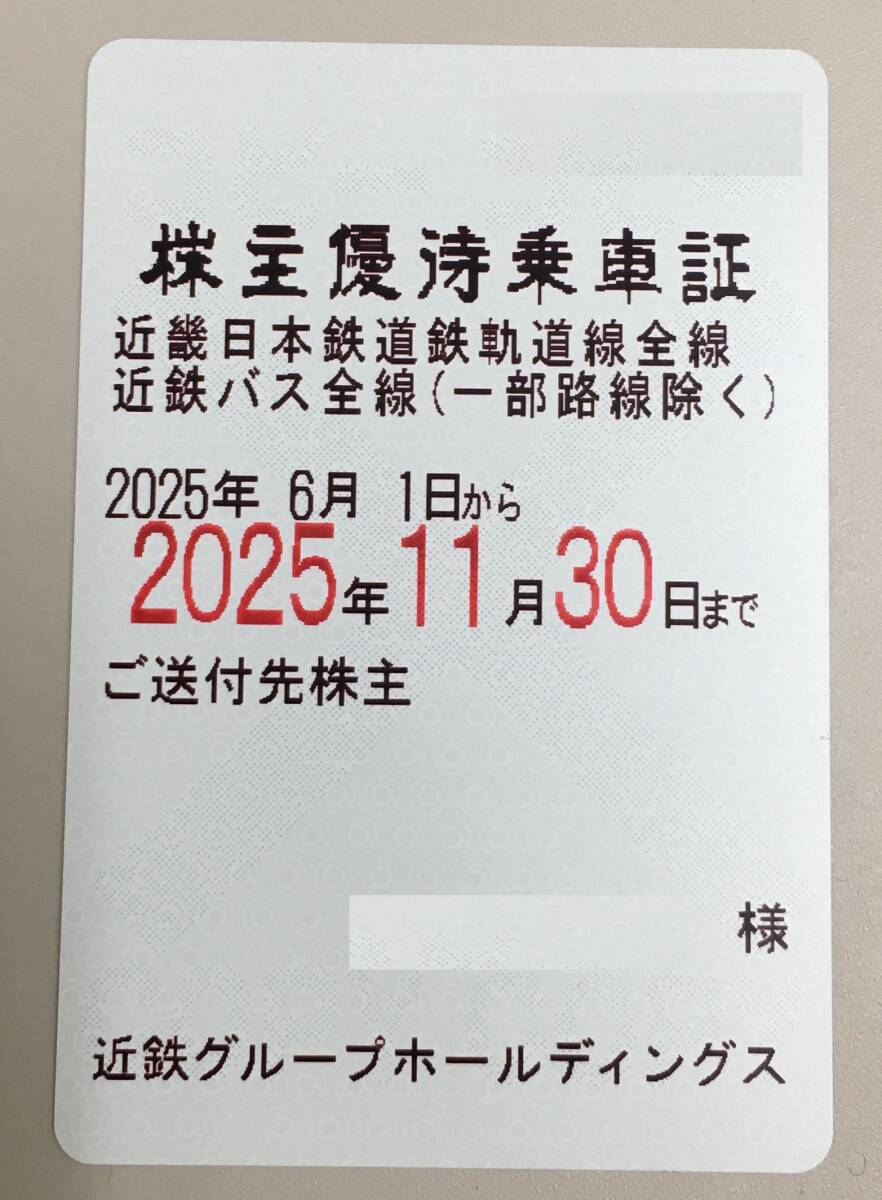 株主優待乗車証
近畿日本鉄道鉄軌道線全線
近鉄バス全線(一部路線除く)
2025年 6月 1日から
2025年11月30日まで
ご送付先株主
様
近鉄グループホールディングス